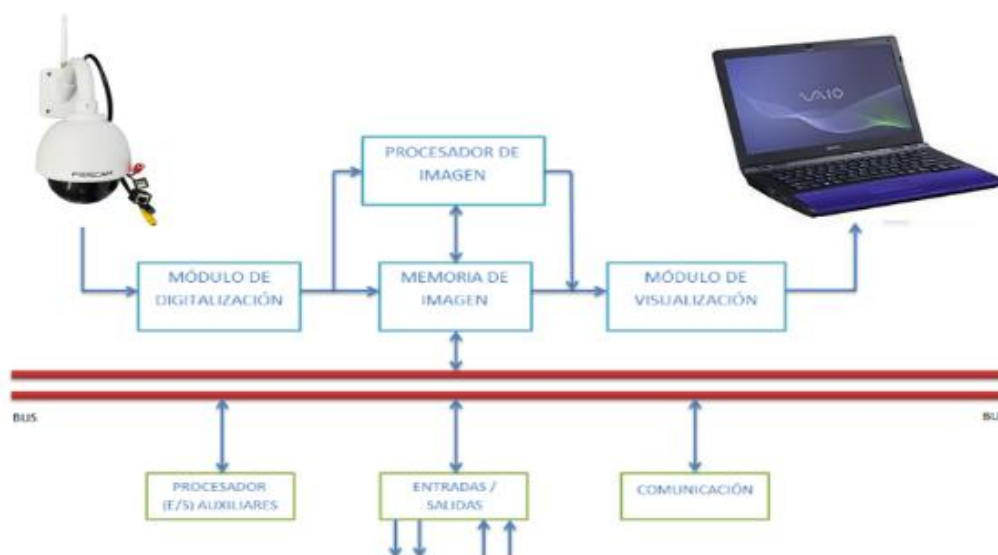 FOSCAM
VAIO
PROCESADOR DE
IMAGEN
MÓDULO DE
DIGITALIZACIÓN
MEMORIA DE
IMAGEN
MÓDULO DE
VISUALIZACIÓN
BUS
BU
PROCESADOR
(E/S) AUXILIARES
ENTRADAS /
SALIDAS
COMUNICACIÓN